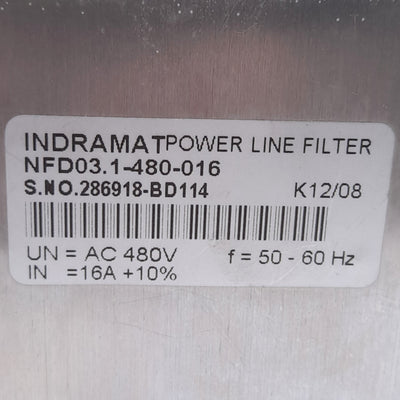 INDRAMAT POWER LINE FILTER
NFD03.1-480-016
S.NO.286918-BD114 K12/08
UN = AC 480V f = 50 - 60 Hz
IN =16A +10%